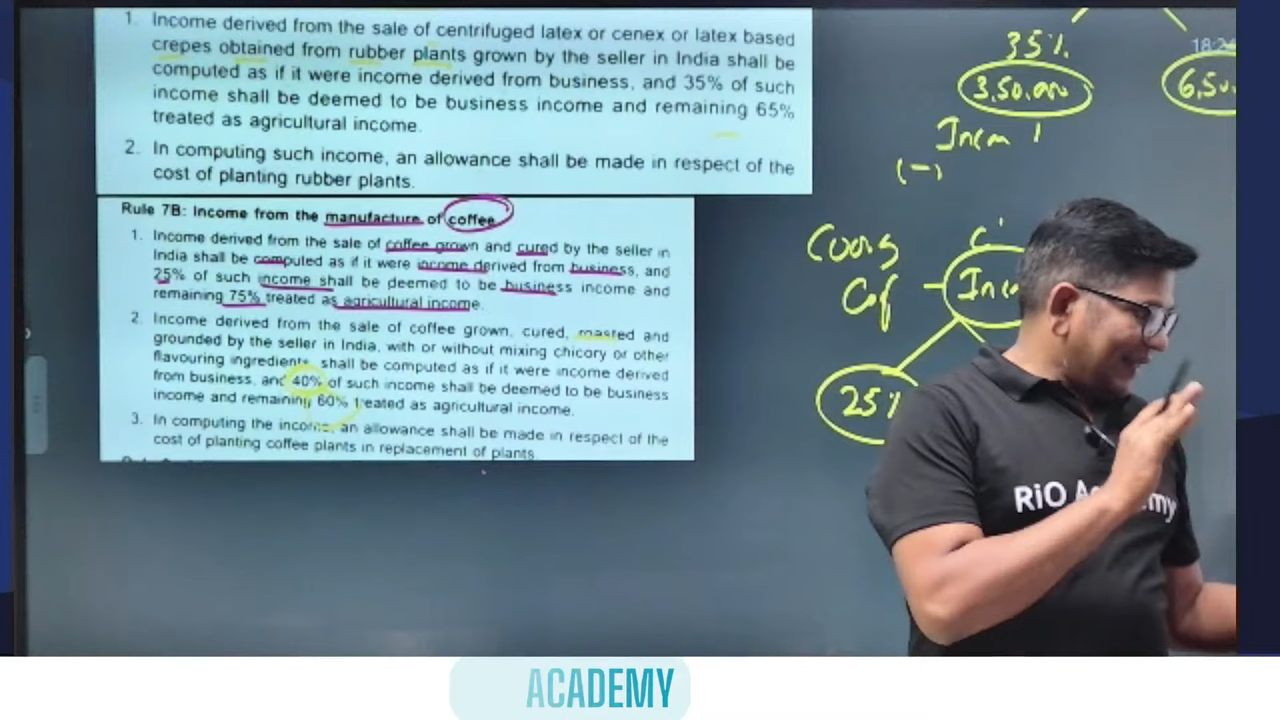 1. Income derived from the sale of centrifuged latex or cenex or latex based
crepes obtained from rubber plants grown by the seller in India shall be
computed as if it were income derived from business, and 35% of such
income shall be deemed to be business income and remaining 65%
treated as agricultural income.
2. In computing such income, an allowance shall be made in respect of the
cost of planting rubber plants.
Rule 7B: Income from the manufacture of coffee
1. Income derived from the sale of coffee grown and cured by the seller in
India shall be computed as if it were income derived from business, and
25% of such income shall be deemed to be business income and
remaining 75% treated as agricultural income.
2. Income derived from the sale of coffee grown, cured, roasted and
grounded by the seller in India, with or without mixing chicory or other
flavouring ingredients, shall be computed as if it were income derived
from business, and 40% of such income shall be deemed to be business
income and remaining 60% treated as agricultural income.
3. In computing the income, an allowance shall be made in respect of the
cost of planting coffee plants in replacement of plants.
35%
3,50,000
6,50
(-)
Coorg
Cof
25%
RiO
ACADEMY